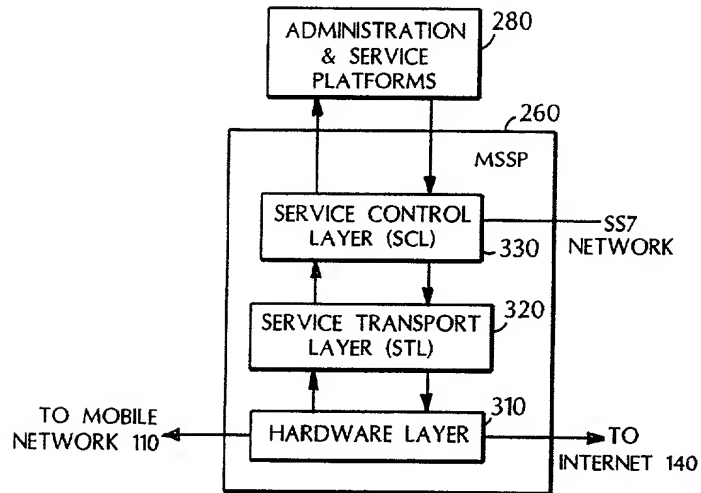 ADMINISTRATION
& SERVICE
PLATFORMS
280
260
MSSP
SERVICE CONTROL
LAYER (SCL)
330
SS7
NETWORK
SERVICE TRANSPORT
LAYER (STL)
320
TO MOBILE
NETWORK 110
HARDWARE LAYER
310
TO
INTERNET 140